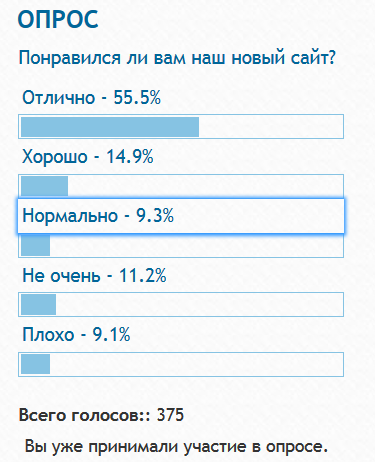 ОПРОС
Понравился ли вам наш новый сайт?
Отлично - 55.5%
Хорошо - 14.9%
Нормально - 9.3%
Не очень - 11.2%
Плохо - 9.1%
Всего голосов:: 375
Вы уже принимали участие в опросе.